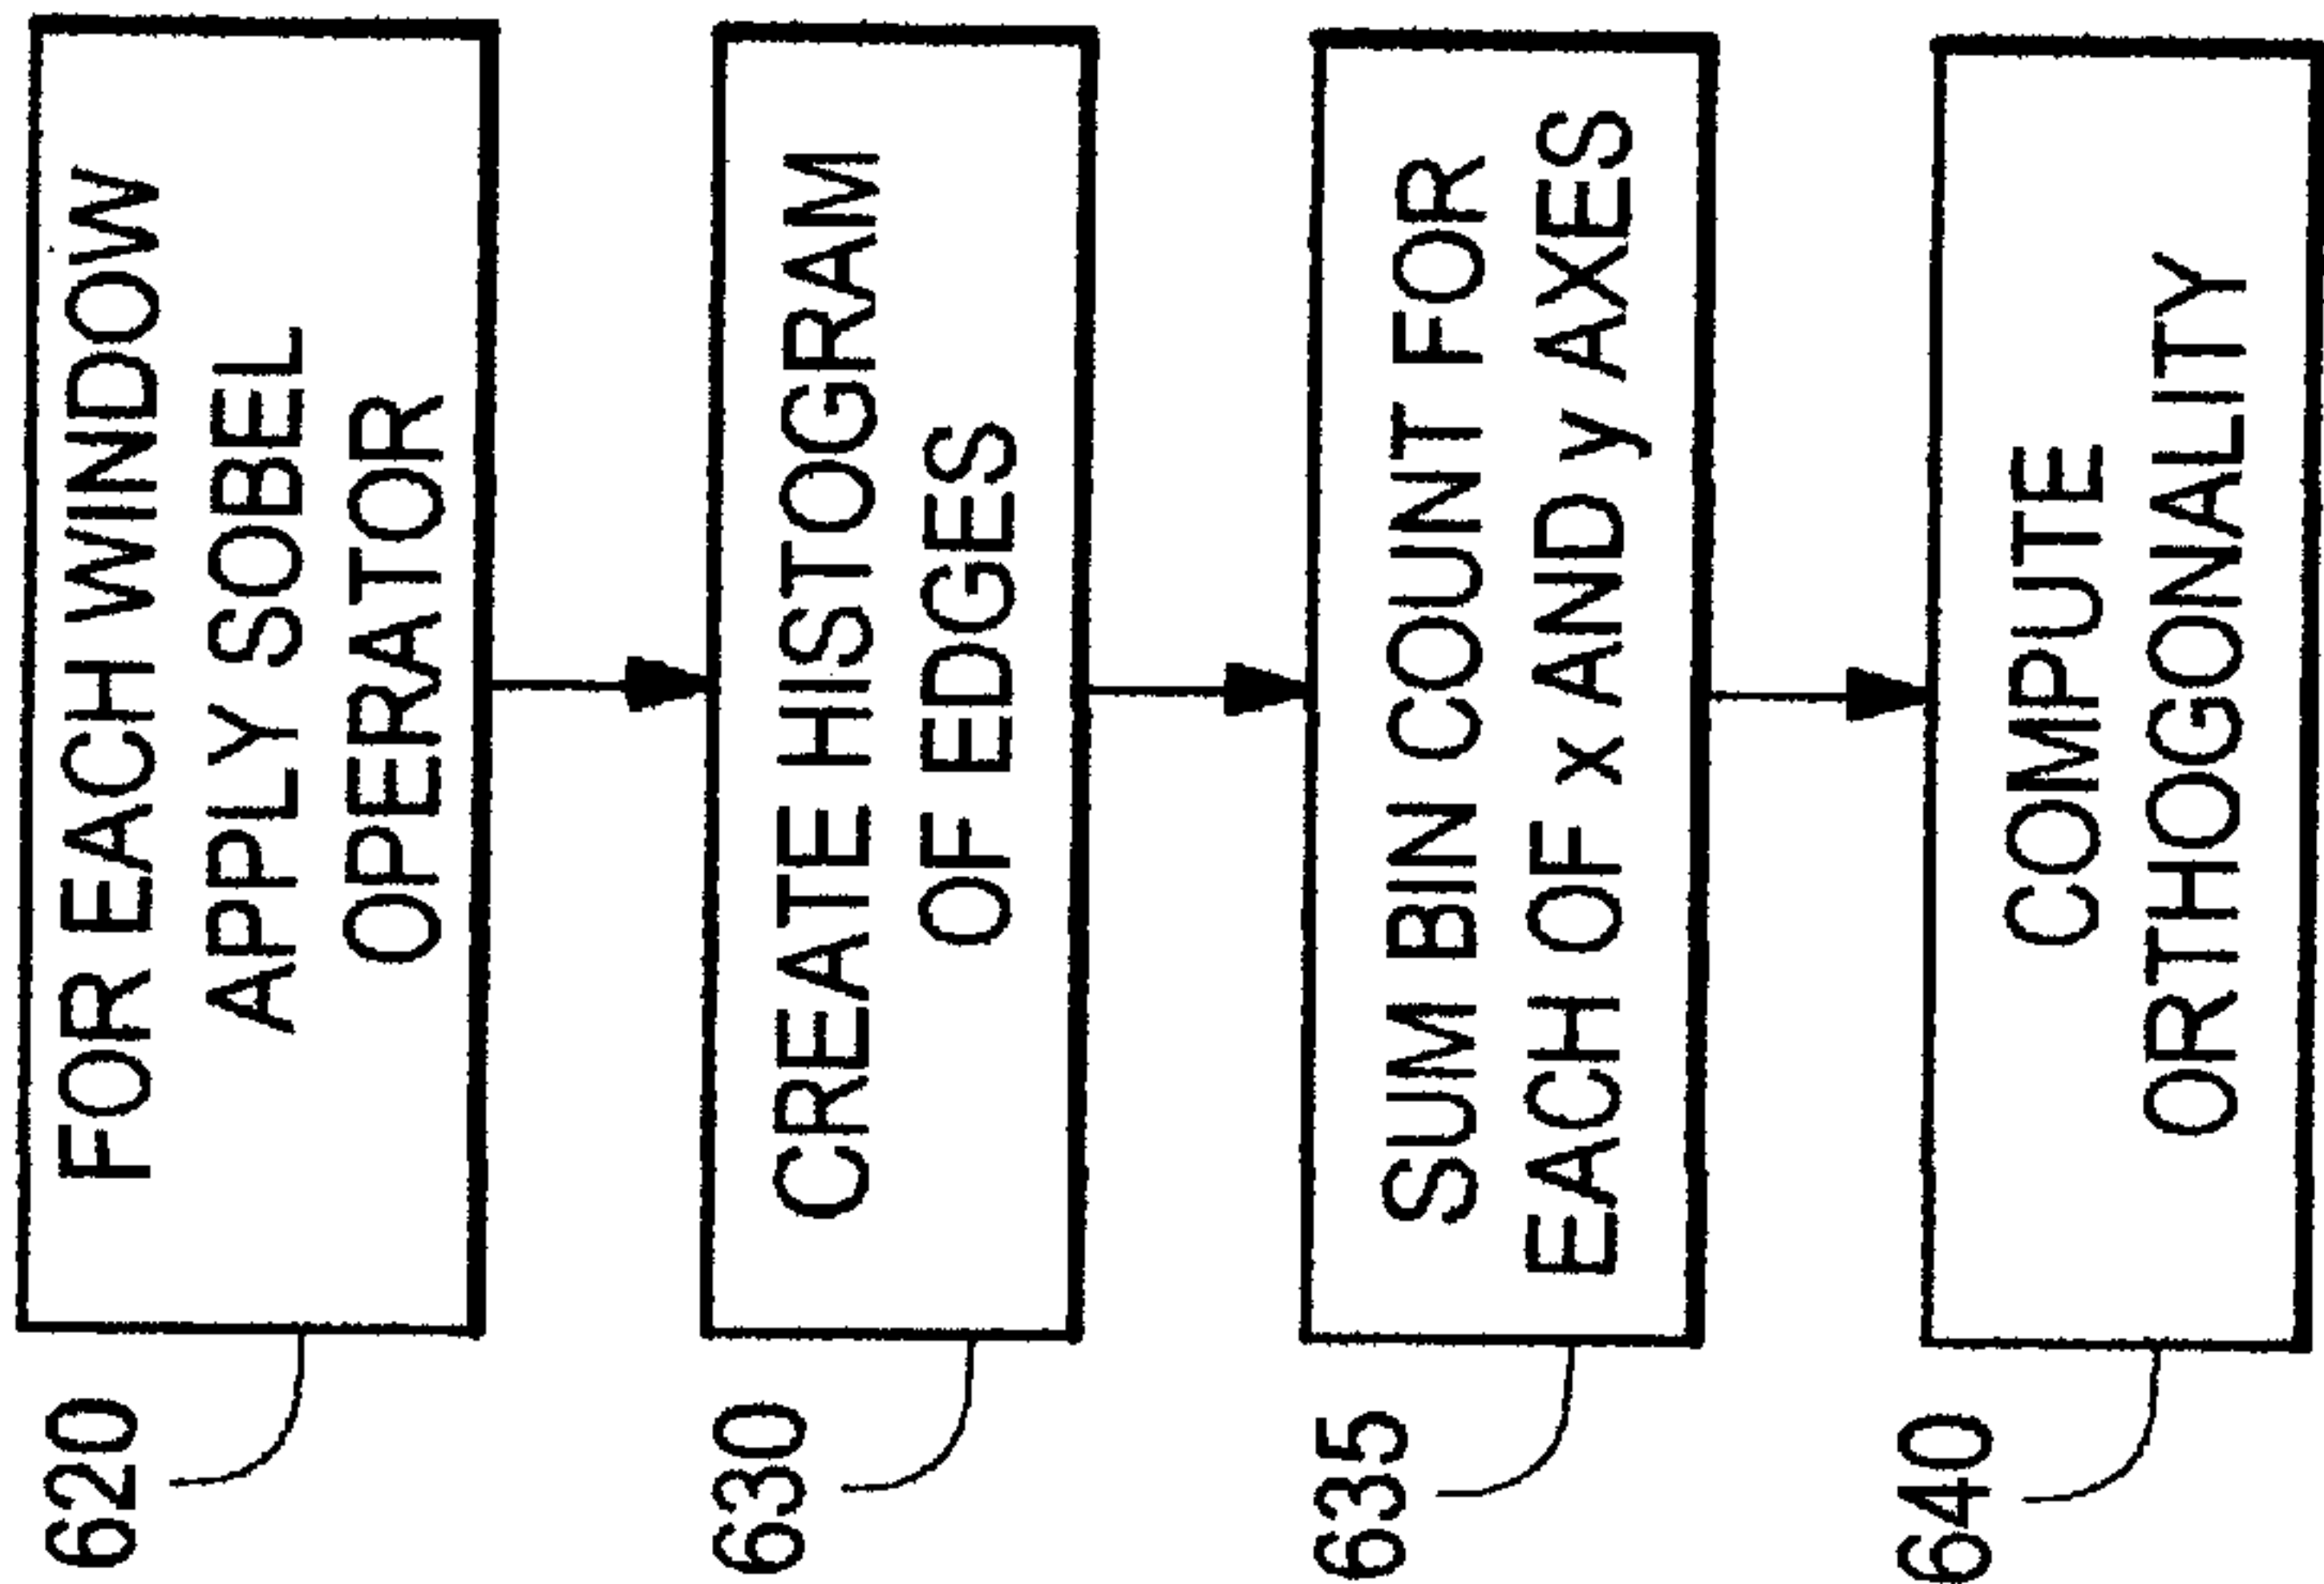 620
FOR EACH WINDOW
APPLY SOBEL
OPERATOR
630
CREATE HISTOGRAM
OF EDGES
635
SUM BIN COUNT FOR
EACH OF x AND y AXES
640
COMPUTE
ORTHOGONALITY